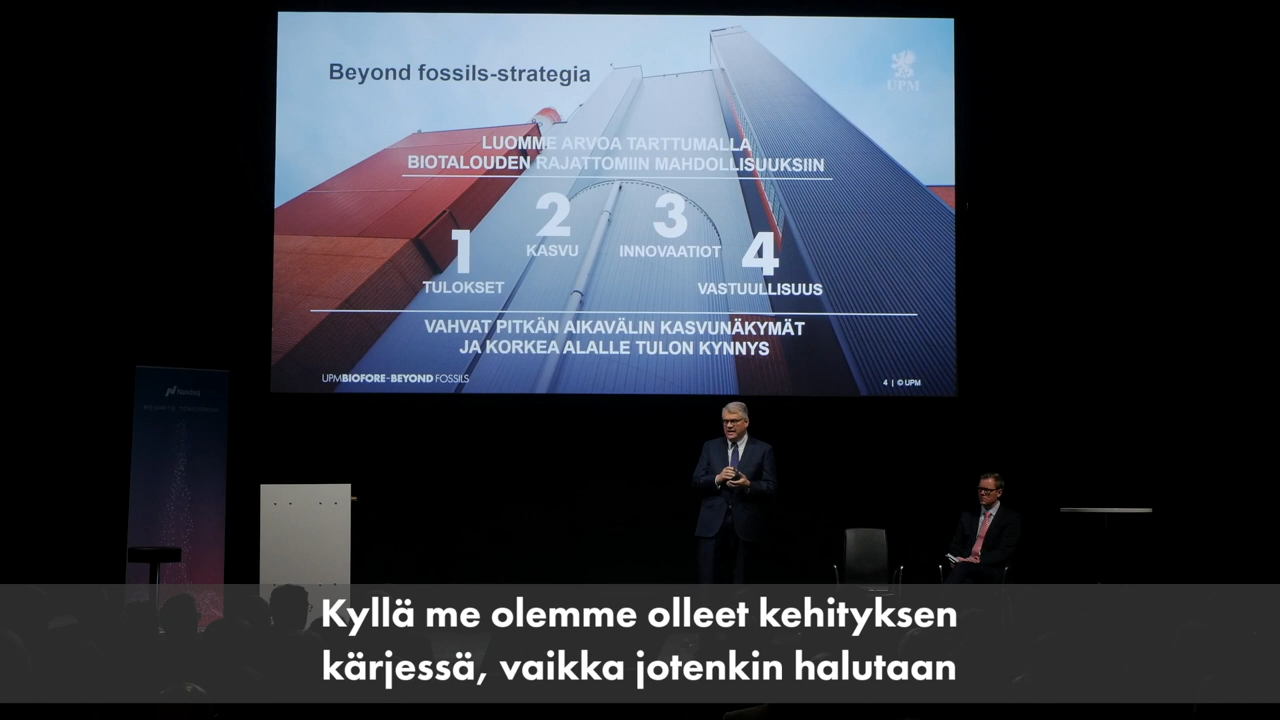 Beyond fossils-strategia
UPM
LUOMME ARVOA TARTTUMALLA
BIOTALOUDEN RAJATTOMIIN MAHDOLLISUUKSIIN
1
TULOKSET
2
KASVU
3
INNOVAATIOT
4
VASTUULLISUUS
VAHVAT PITKÄN AIKAVÄLIN KASVUNÄKYMÄT
JA KORKEA ALALLE TULON KYNNYS
UPM BIOFORE-BEYOND FOSSILS
4 | © UPM
Nasdaq
Kyllä me olemme olleet kehityksen
kärjessä, vaikka jotenkin halutaan